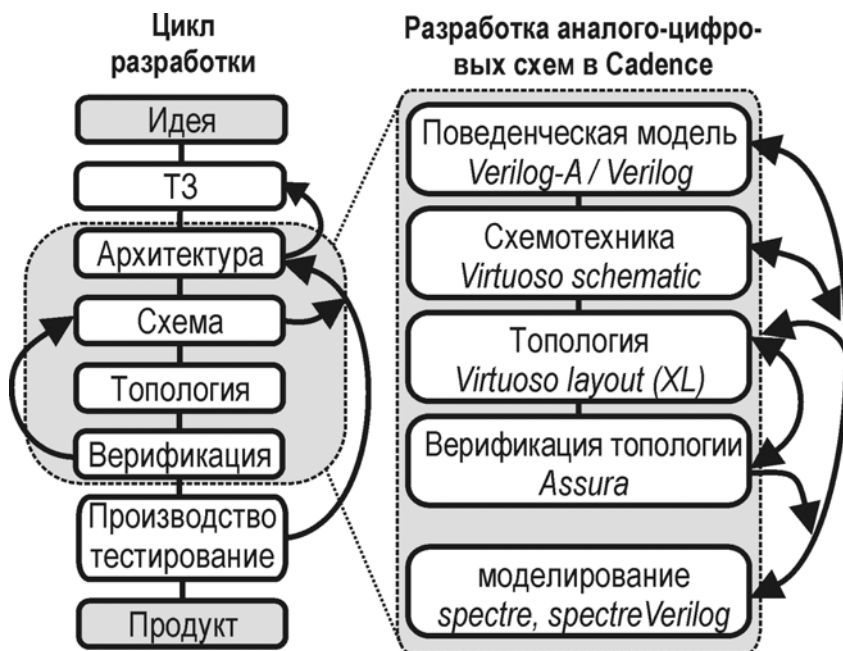 Цикл
разработки
Идея
ТЗ
Архитектура
Схема
Топология
Верификация
Производство
тестирование
Продукт
Разработка аналого-цифро-
вых схем в Cadence
Поведенческая модель
Verilog-A / Verilog
Схемотехника
Virtuoso schematic
Топология
Virtuoso layout (XL)
Верификация топологии
Assura
моделирование
spectre, spectreVerilog